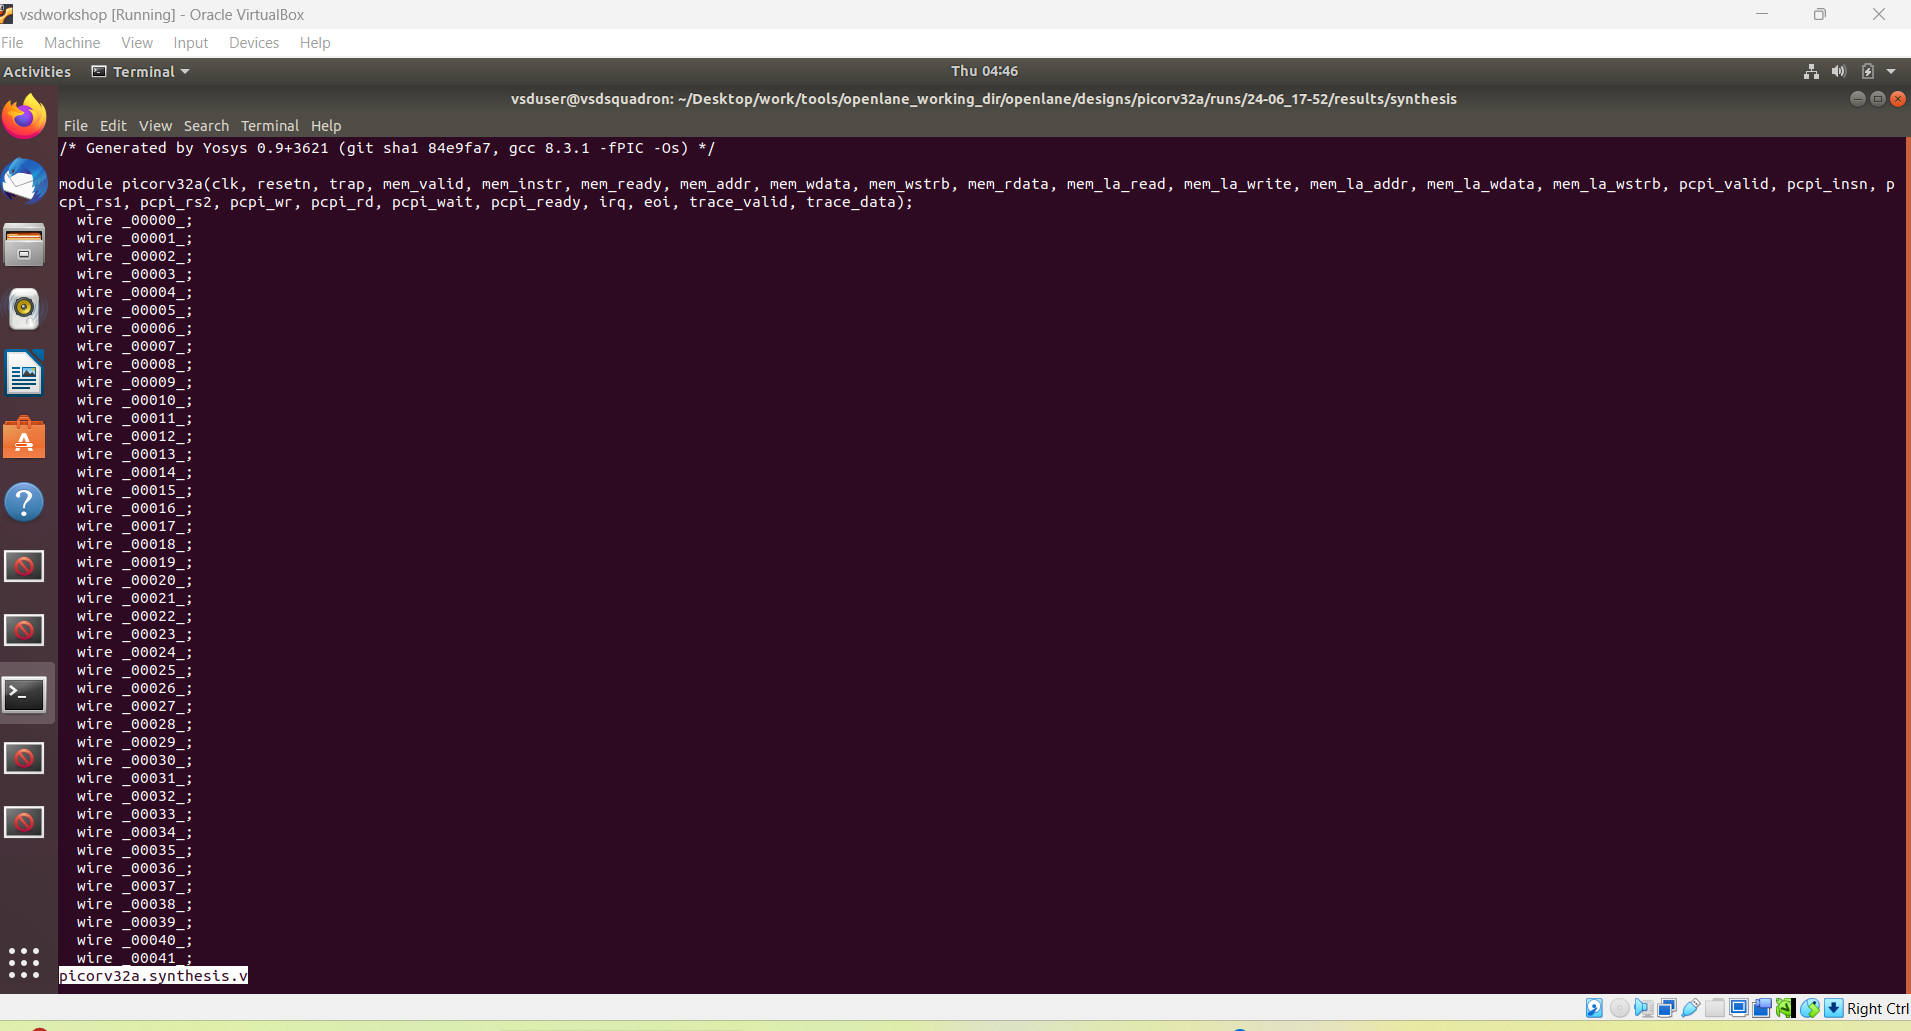 vsdworkshop [Running] - Oracle VirtualBox
File Machine View Input Devices Help
Activities Terminal Thu 04:46
vsduser@vsdsquadron: ~/Desktop/work/tools/openlane_working_dir/openlane/designs/picorv32a/runs/24-06_17-52/results/synthesis
File Edit View Search Terminal Help
/* Generated by Yosys 0.9+3621 (git sha1 84e9fa7, gcc 8.3.1 -fPIC -Os) */
module picorv32a(clk, resetn, trap, mem_valid, mem_instr, mem_ready, mem_addr, mem_wdata, mem_wstrb, mem_rdata, mem_la_read, mem_la_write, mem_la_addr, mem_la_wdata, mem_la_wstrb, pcpi_valid, pcpi_insn, p
cpi_rs1, pcpi_rs2, pcpi_wr, pcpi_rd, pcpi_wait, pcpi_ready, irq, eoi, trace_valid, trace_data);
wire _00000_;
wire _00001_;
wire _00002_;
wire _00003_;
wire _00004_;
wire _00005_;
wire _00006_;
wire _00007_;
wire _00008_;
wire _00009_;
wire _00010_;
wire _00011_;
wire _00012_;
wire _00013_;
wire _00014_;
wire _00015_;
wire _00016_;
wire _00017_;
wire _00018_;
wire _00019_;
wire _00020_;
wire _00021_;
wire _00022_;
wire _00023_;
wire _00024_;
wire _00025_;
wire _00026_;
wire _00027_;
wire _00028_;
wire _00029_;
wire _00030_;
wire _00031_;
wire _00032_;
wire _00033_;
wire _00034_;
wire _00035_;
wire _00036_;
wire _00037_;
wire _00038_;
wire _00039_;
wire _00040_;
wire _00041_;
picorv32a.synthesis.v
Right Ctrl